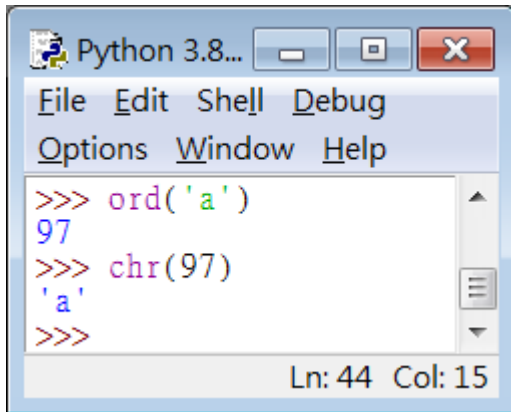 Python 3.8...
File Edit Shell Debug
Options Window Help
>>> ord('a')
97
>>> chr(97)
'a'
>>>
Ln: 44 Col: 15